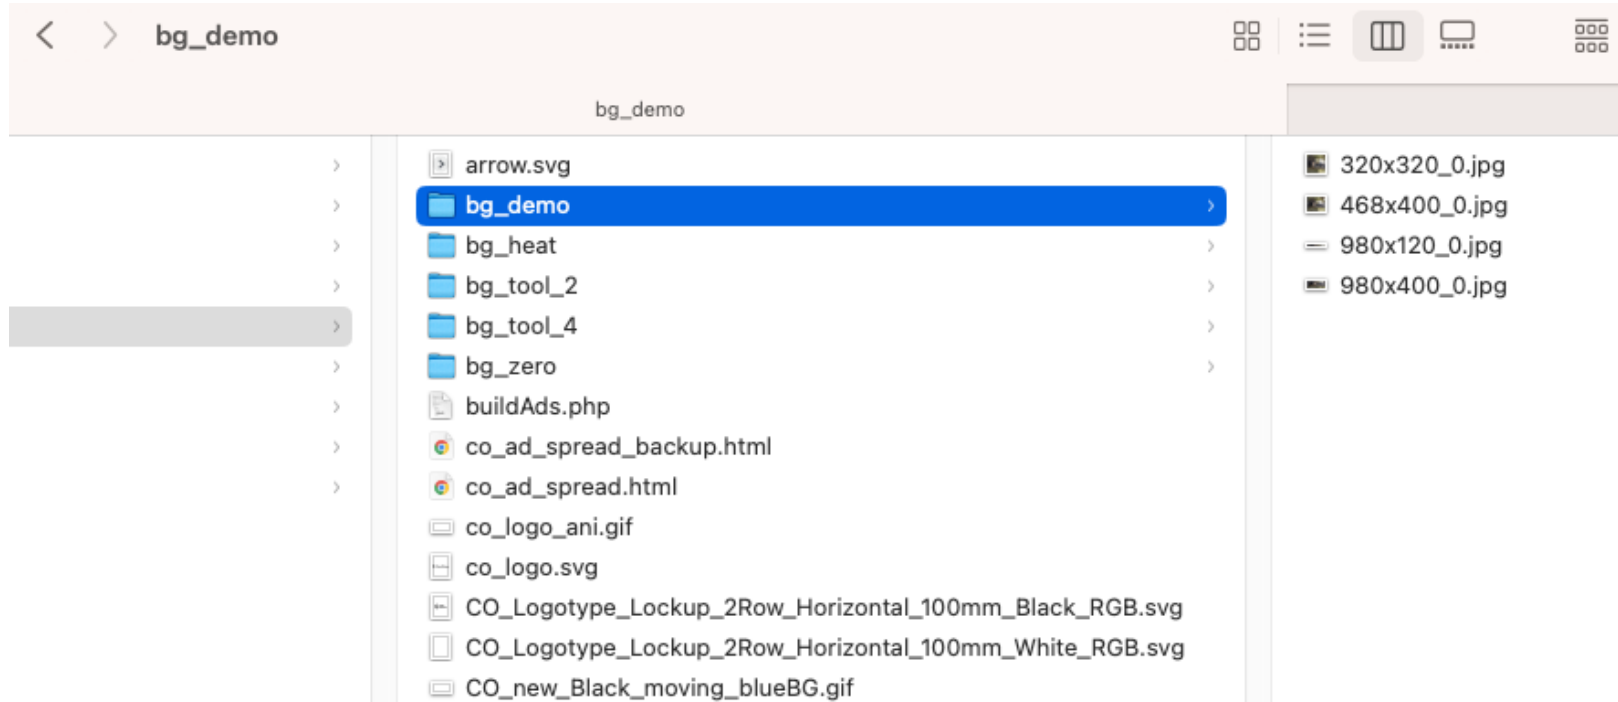 bg_demo
bg_demo
arrow.svg
bg_demo
bg_heat
bg_tool_2
bg_tool_4
bg_zero
buildAds.php
co_ad_spread_backup.html
co_ad_spread.html
co_logo_ani.gif
co_logo.svg
CO_Logotype_Lockup_2Row_Horizontal_100mm_Black_RGB.svg
CO_Logotype_Lockup_2Row_Horizontal_100mm_White_RGB.svg
CO_new_Black_moving_blueBG.gif
320x320_0.jpg
468x400_0.jpg
980x120_0.jpg
980x400_0.jpg